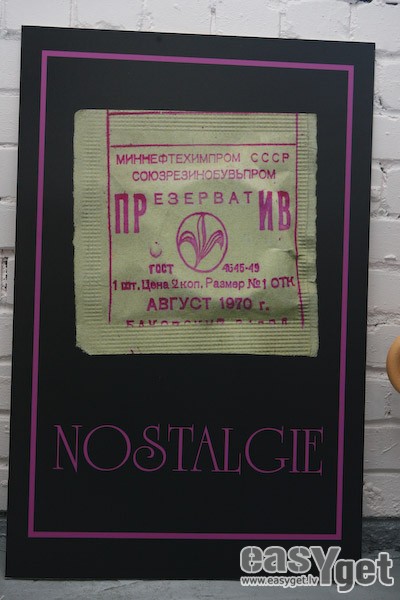 МИННЕФТЕХИМПРОМ СССР
СОЮЗРЕЗИНОБУВЬПРОМ
ПРЕЗЕРВАТИВ
ГОСТ 4645-49
1 шт. Цена 2 коп. Размер №1 ОТК
АВГУСТ 1970 г.
NOSTALGIE
easyget
www.easyget.lv